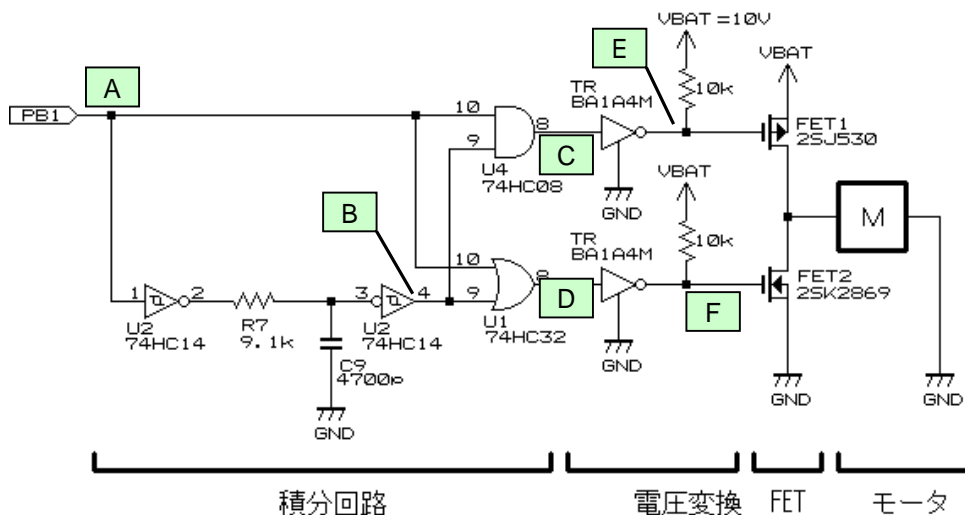 VBAT=10V
E
VBAT
A
TR
BA1A4M
10k
PB1
10
8
9
C
FET1
2SJ530
U4
74HC08
GND
VBAT
B
M
TR
BA1A4M
10k
10
8
9
D
F
FET2
2SK2869
1
2
3
4
U2
74HC14
R7
9.1k
U2
74HC14
U1
74HC32
GND
C9
4700p
GND
GND
GND
積分回路
電圧変換
FET
モータ